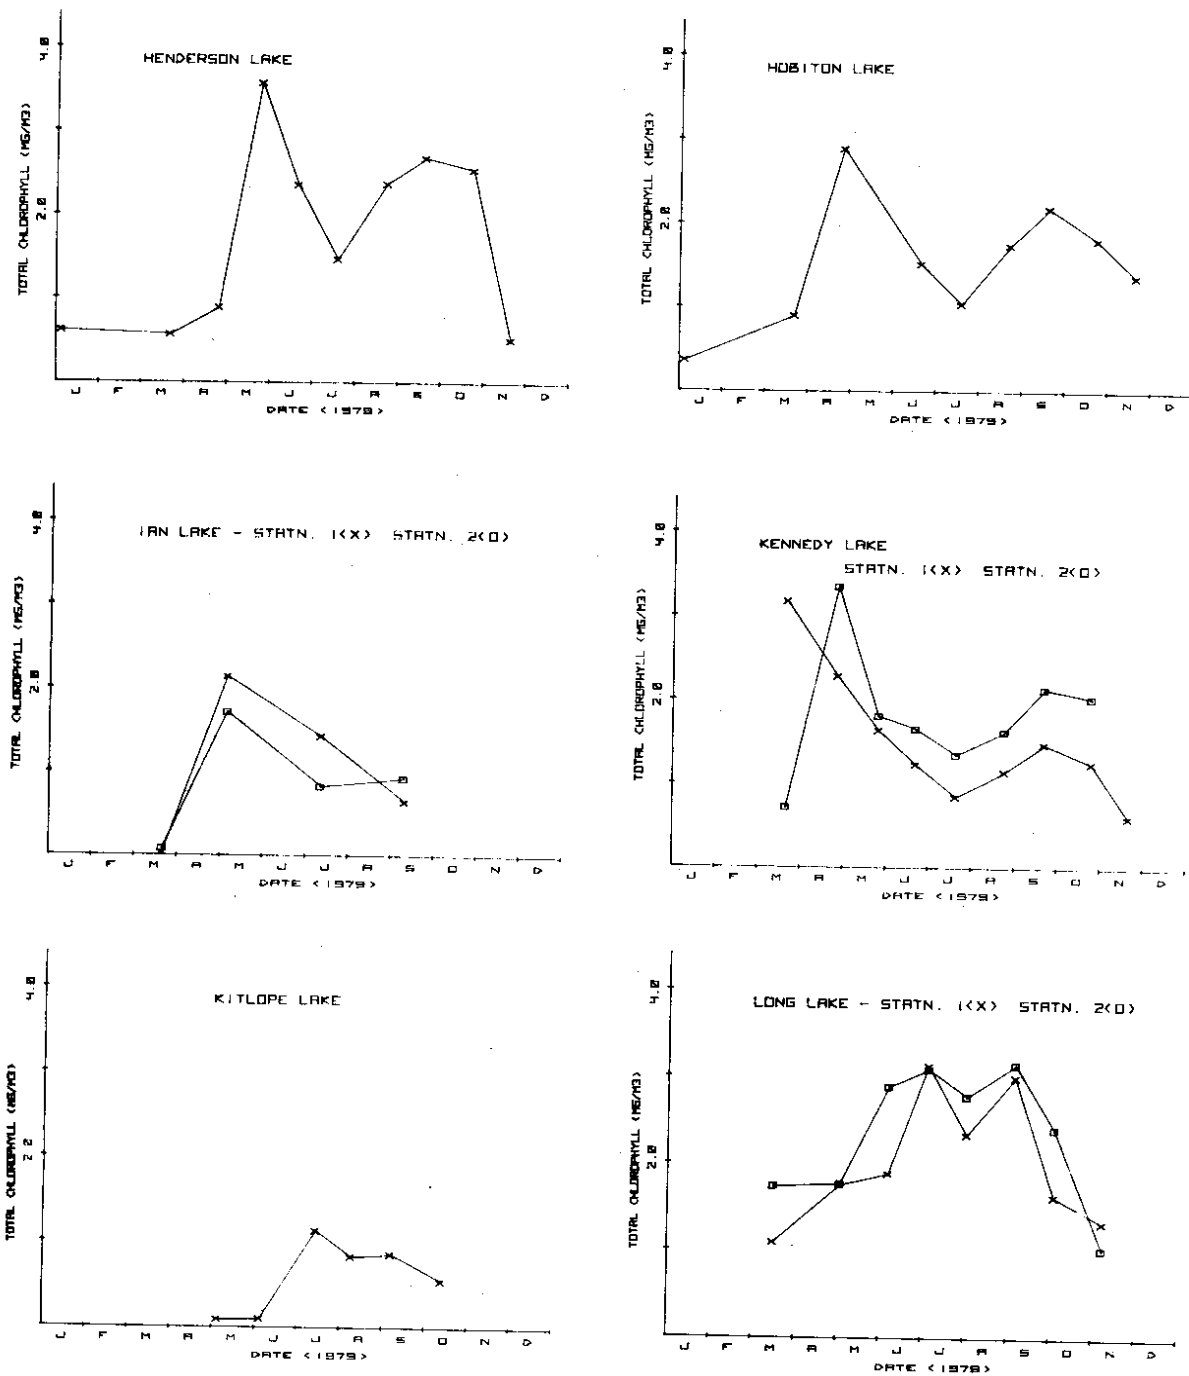 HENDERSON LAKE
4.0
2.0
TOTAL CHLOROPHYLL (MG/M3)
J F M A M J J A S O N D
DATE (1979)
HOBITON LAKE
4.0
2.0
TOTAL CHLOROPHYLL (MG/M3)
J F M A M J J A S O N D
DATE (1979)
IAN LAKE - STATN. 1(X) STATN. 2(O)
4.0
2.0
TOTAL CHLOROPHYLL (MG/M3)
J F M A M J J A S O N D
DATE (1979)
KENNEDY LAKE
STATN. 1(X) STATN. 2(O)
4.0
2.0
TOTAL CHLOROPHYLL (MG/M3)
J F M A M J J A S O N D
DATE (1979)
KITLOPE LAKE
4.0
2 0
TOTAL CHLOROPHYLL (MG/M3)
J F M A M J J A S O N D
DATE (1979)
LONG LAKE - STATN. 1(X) STATN. 2(O)
4.0
2.0
TOTAL CHLOROPHYLL (MG/M3)
J F M A M J J A S O N D
DATE (1979)